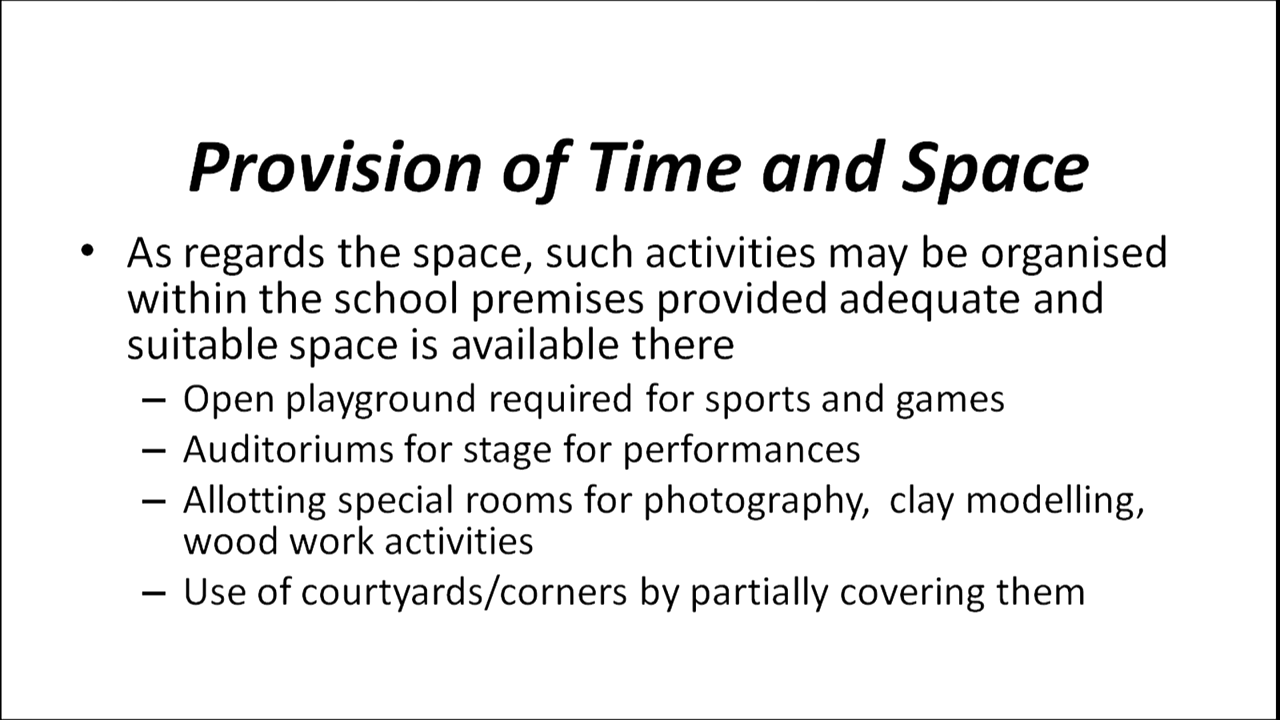 Provision of Time and Space
• As regards the space, such activities may be organised
within the school premises provided adequate and
suitable space is available there
– Open playground required for sports and games
– Auditoriums for stage for performances
– Allotting special rooms for photography,  clay modelling,
wood work activities
– Use of courtyards/corners by partially covering them